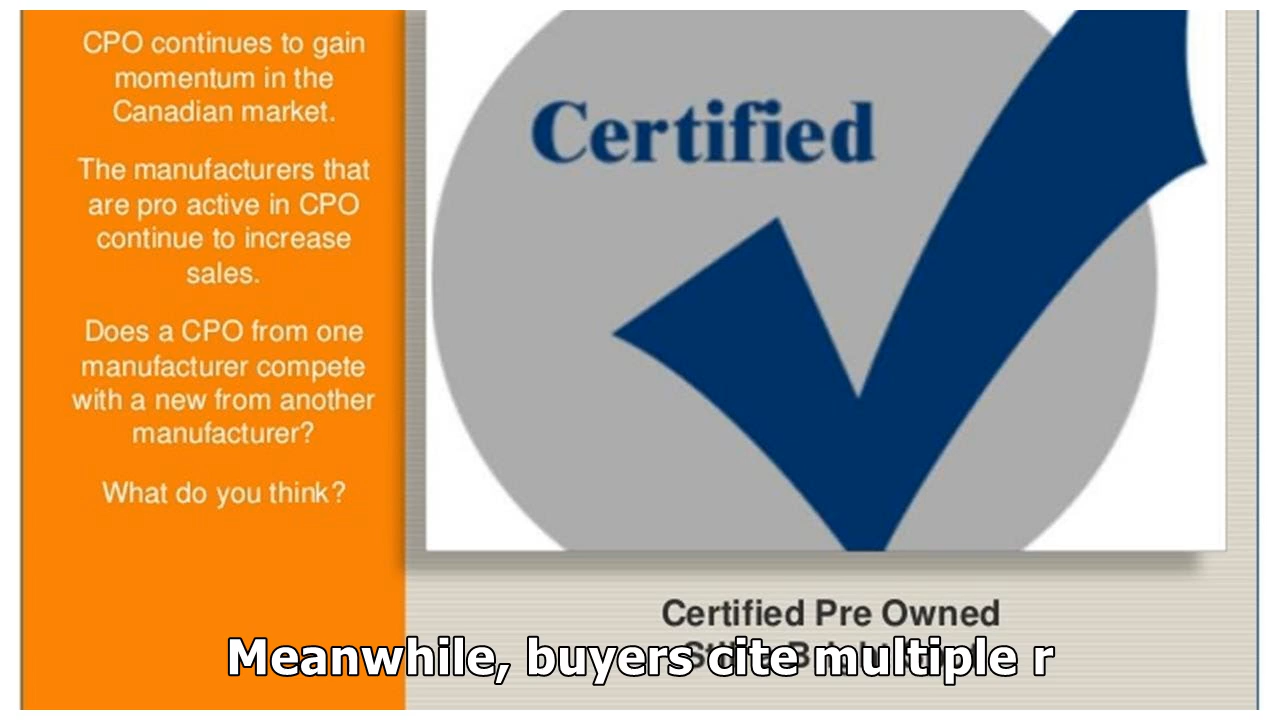 CPO continues to gain
momentum in the
Canadian market.
The manufacturers that
are pro active in CPO
continue to increase
sales.
Does a CPO from one
manufacturer compete
with a new from another
manufacturer?
What do you think?
Certified
Certified Pre Owned
Meanwhile, buyers cite multiple r